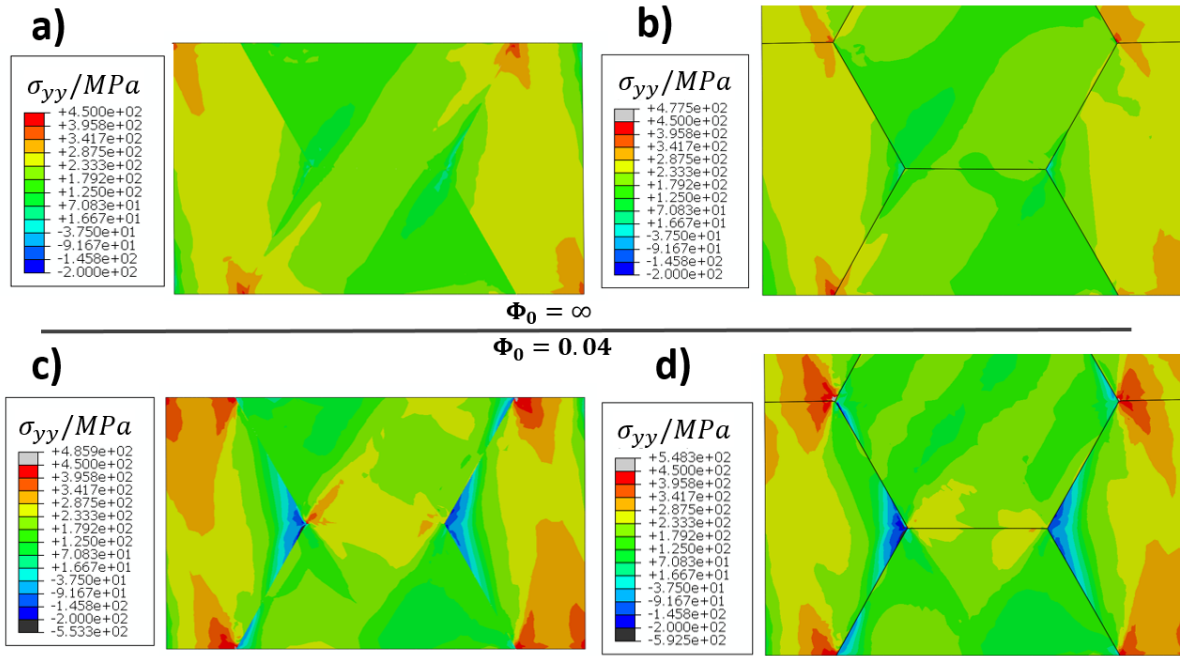 a)
σyy/MPa
+4.500e+02
+3.958e+02
+3.417e+02
+2.875e+02
+2.333e+02
+1.792e+02
+1.250e+02
+7.083e+01
+1.667e+01
-3.750e+01
-9.167e+01
-1.458e+02
-2.000e+02
b)
σyy/MPa
+4.775e+02
+4.500e+02
+3.958e+02
+3.417e+02
+2.875e+02
+2.333e+02
+1.792e+02
+1.250e+02
+7.083e+01
+1.667e+01
-3.750e+01
-9.167e+01
-1.458e+02
-2.000e+02
Φ0 = ∞
Φ0 = 0.04
c)
σyy/MPa
+4.859e+02
+4.500e+02
+3.958e+02
+3.417e+02
+2.875e+02
+2.333e+02
+1.792e+02
+1.250e+02
+7.083e+01
+1.667e+01
-3.750e+01
-9.167e+01
-1.458e+02
-2.000e+02
-5.533e+02
d)
σyy/MPa
+5.483e+02
+4.500e+02
+3.958e+02
+3.417e+02
+2.875e+02
+2.333e+02
+1.792e+02
+1.250e+02
+7.083e+01
+1.667e+01
-3.750e+01
-9.167e+01
-1.458e+02
-2.000e+02
-5.925e+02